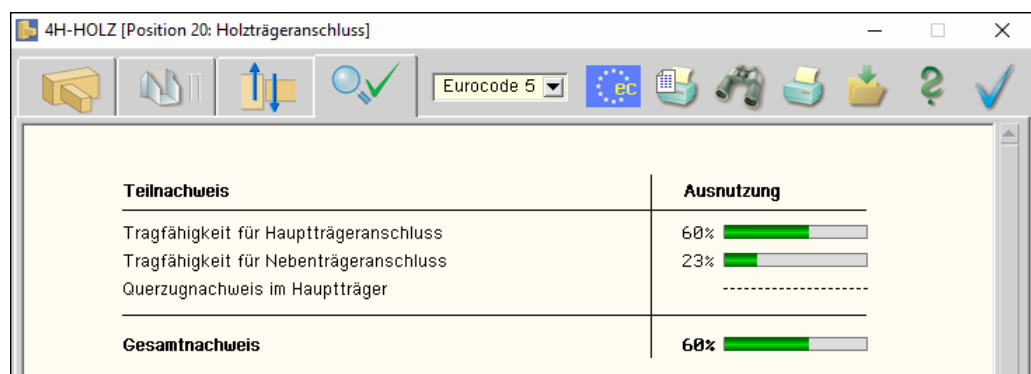 4H-HOLZ [Position 20: Holzträgeranschluss]
Eurocode 5
ec
Teilnachweis Ausnutzung
Tragfähigkeit für Hauptträgeranschluss 60%
Tragfähigkeit für Nebenträgeranschluss 23%
Querzugnachweis im Hauptträger --------------------
Gesamtnachweis 60%